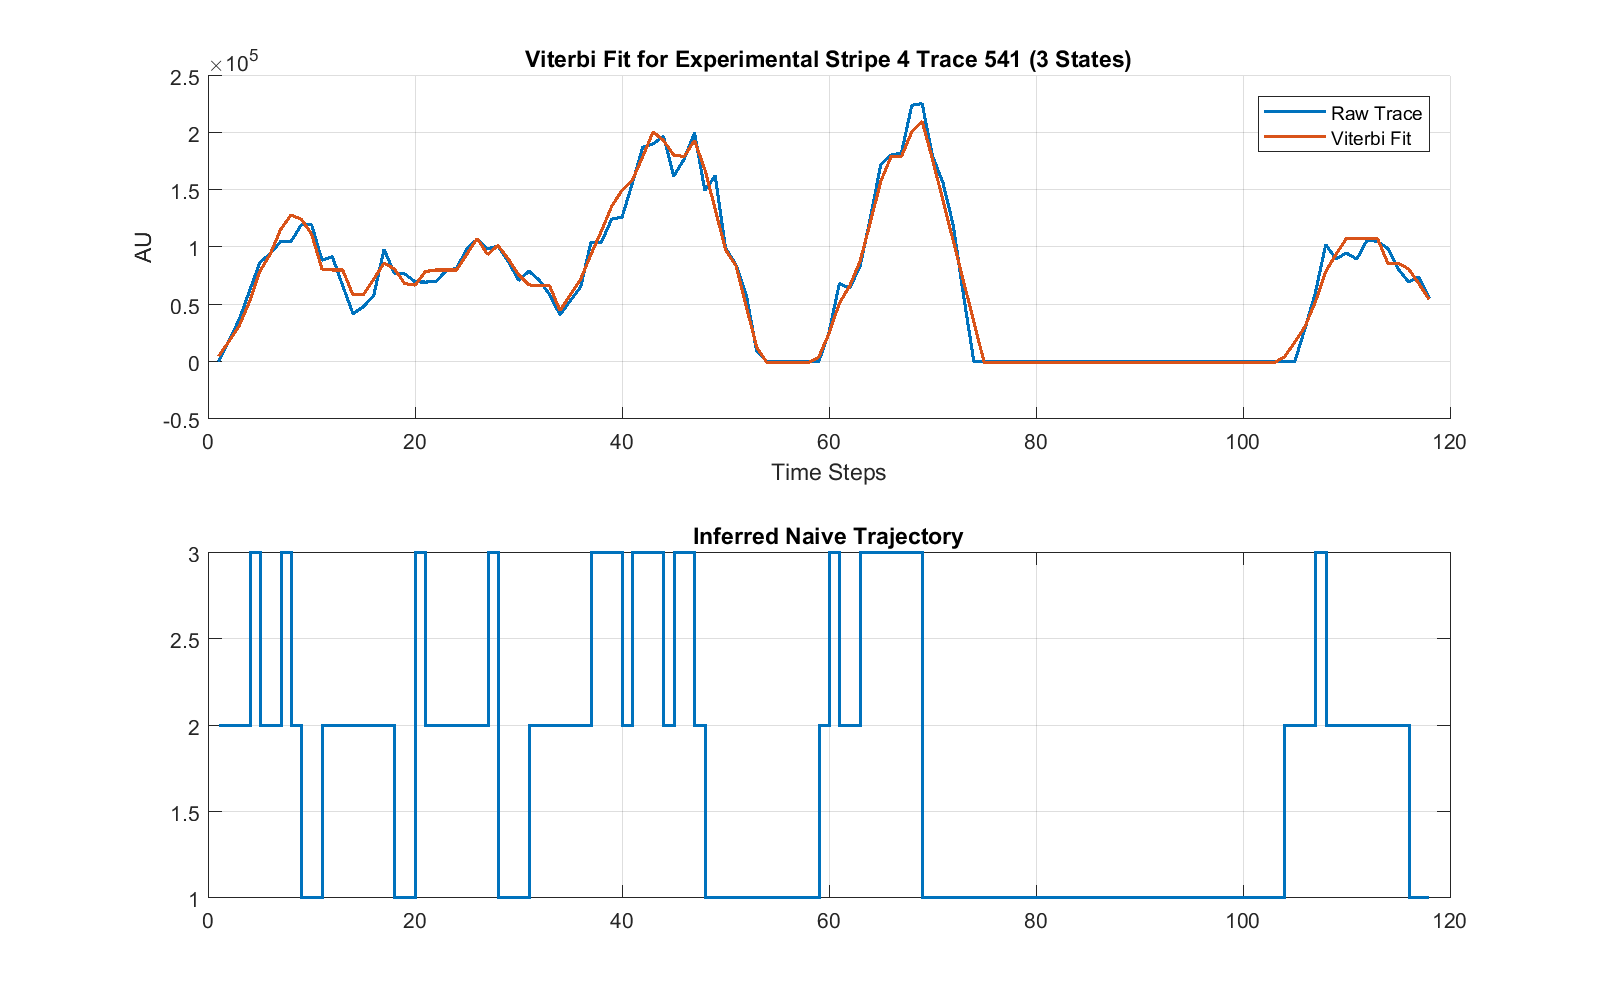 Viterbi Fit for Experimental Stripe 4 Trace 541 (3 States)
×10^5
2.5
2
1.5
1
0.5
0
-0.5
AU
Raw Trace
Viterbi Fit
0 20 40 60 80 100 120
Time Steps
Inferred Naive Trajectory
3
2.5
2
1.5
1
0 20 40 60 80 100 120